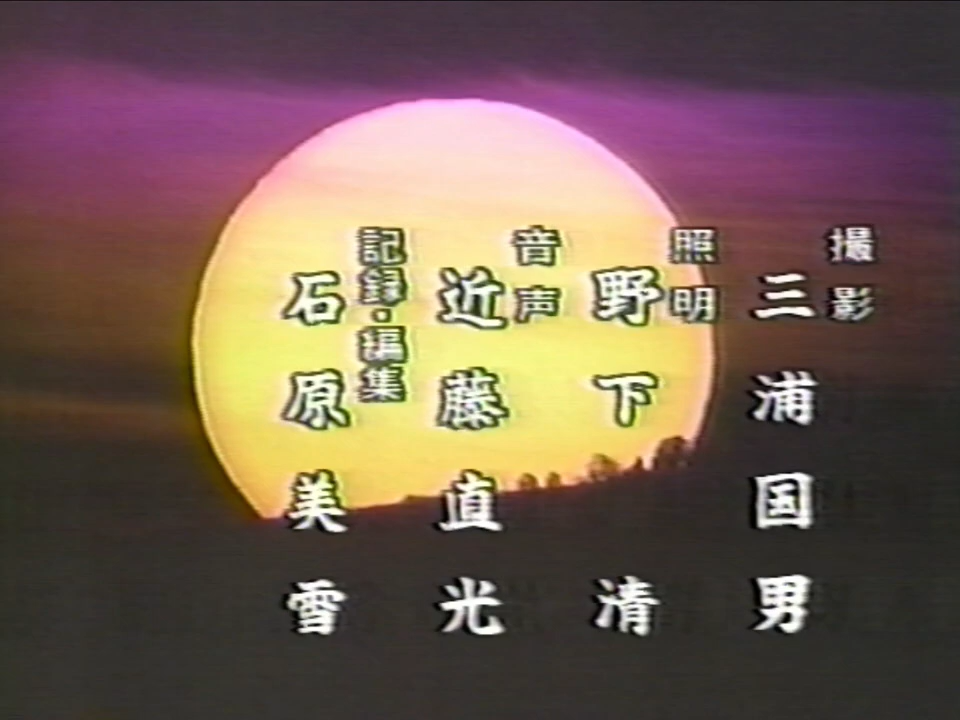 撮影
三浦国男
照明
野下清
音声
近藤直光
記録・編集
石原美雪